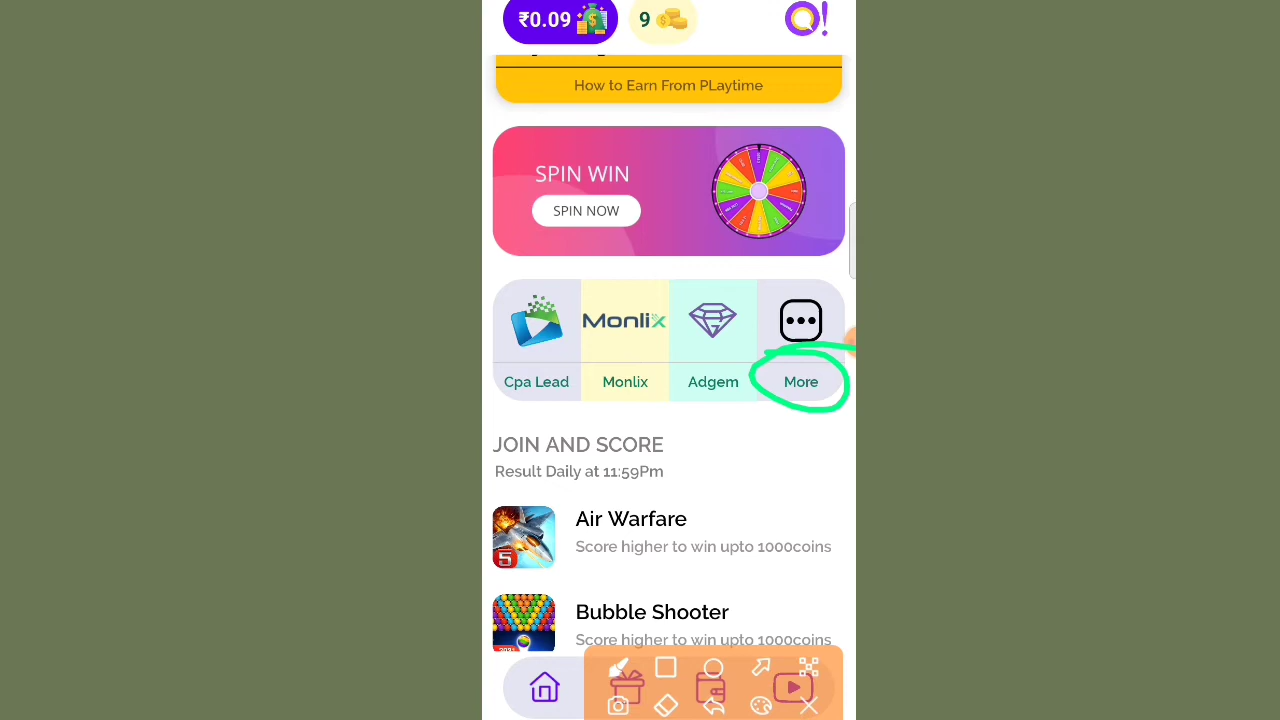 ₹0.09
9
How to Earn From PLaytime
SPIN WIN
SPIN NOW
Monlix
Cpa Lead Monlix Adgem More
JOIN AND SCORE
Result Daily at 11:59Pm
Air Warfare
Score higher to win upto 1000coins
5
Bubble Shooter
Score higher to win upto 1000coins
2021